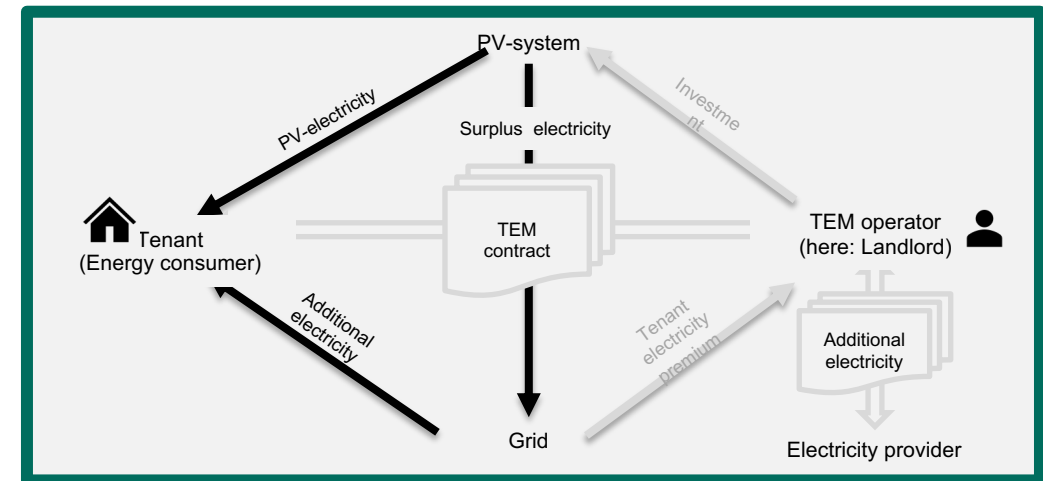 PV-system
PV-electricity
Investme
nt
Surplus electricity
Tenant
(Energy consumer)
TEM
contract
TEM operator
(here: Landlord)
Additional
electricity
Tenant
electricity
premium
Additional
electricity
Grid
Electricity provider